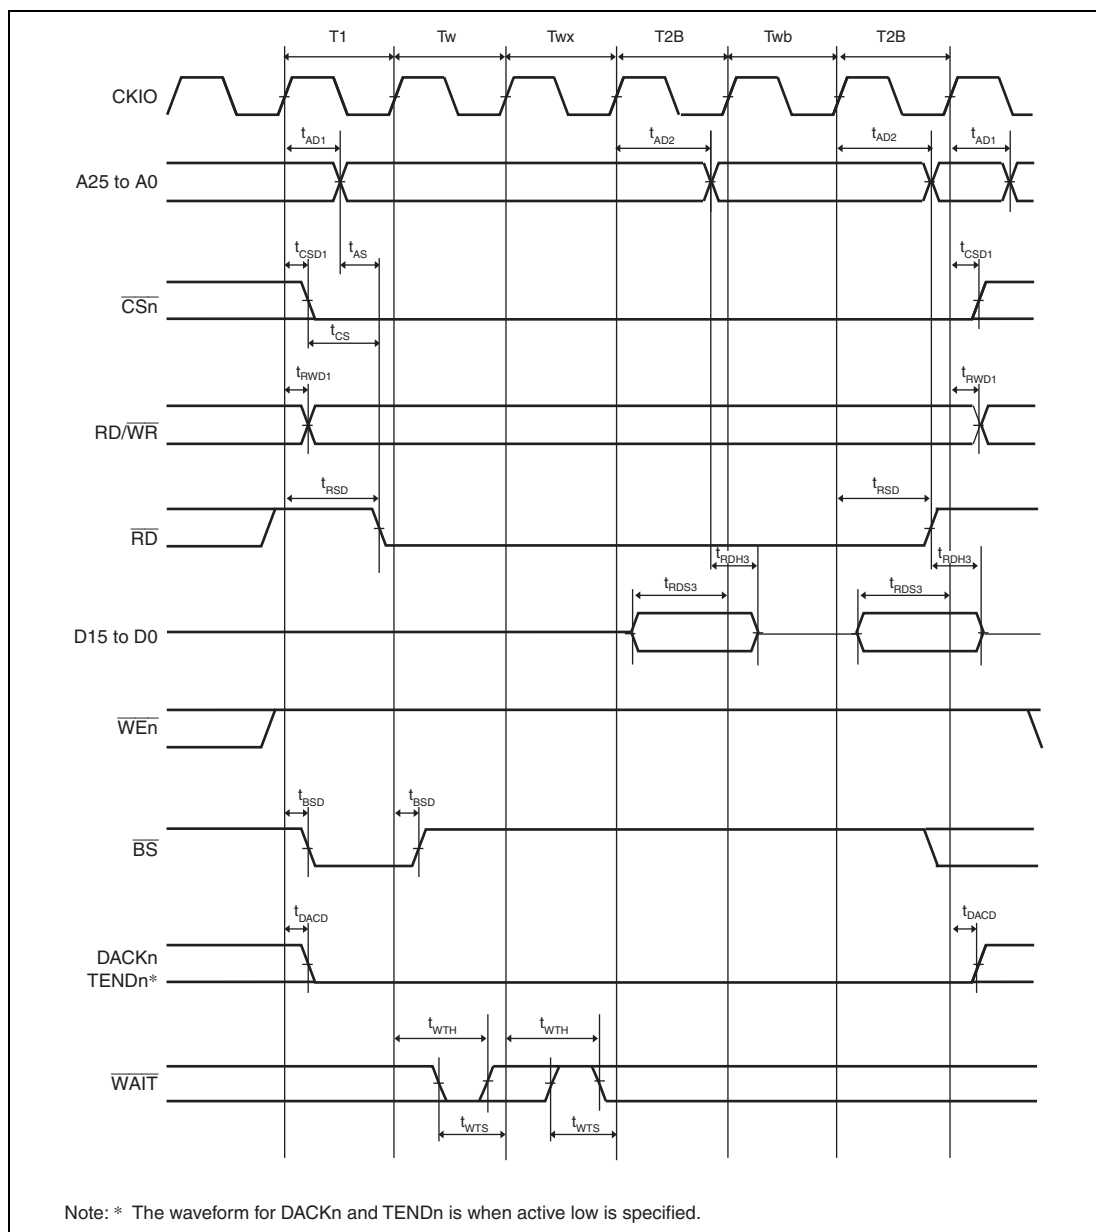 T1 Tw Twx T2B Twb T2B
CKIO
tAD1 tAD2 tAD2 tAD1
A25 to A0
tCSD1 tAS tCSD1
CSn
tCS
tRWD1 tRWD1
RD/WR
tRSD tRSD
RD
tRDH3 tRDH3
tRDS3 tRDS3
D15 to D0
WEn
tBSD tBSD
BS
tDACD tDACD
DACKn
TENDn*
tWTH tWTH
WAIT
tWTS tWTS
Note: * The waveform for DACKn and TENDn is when active low is specified.